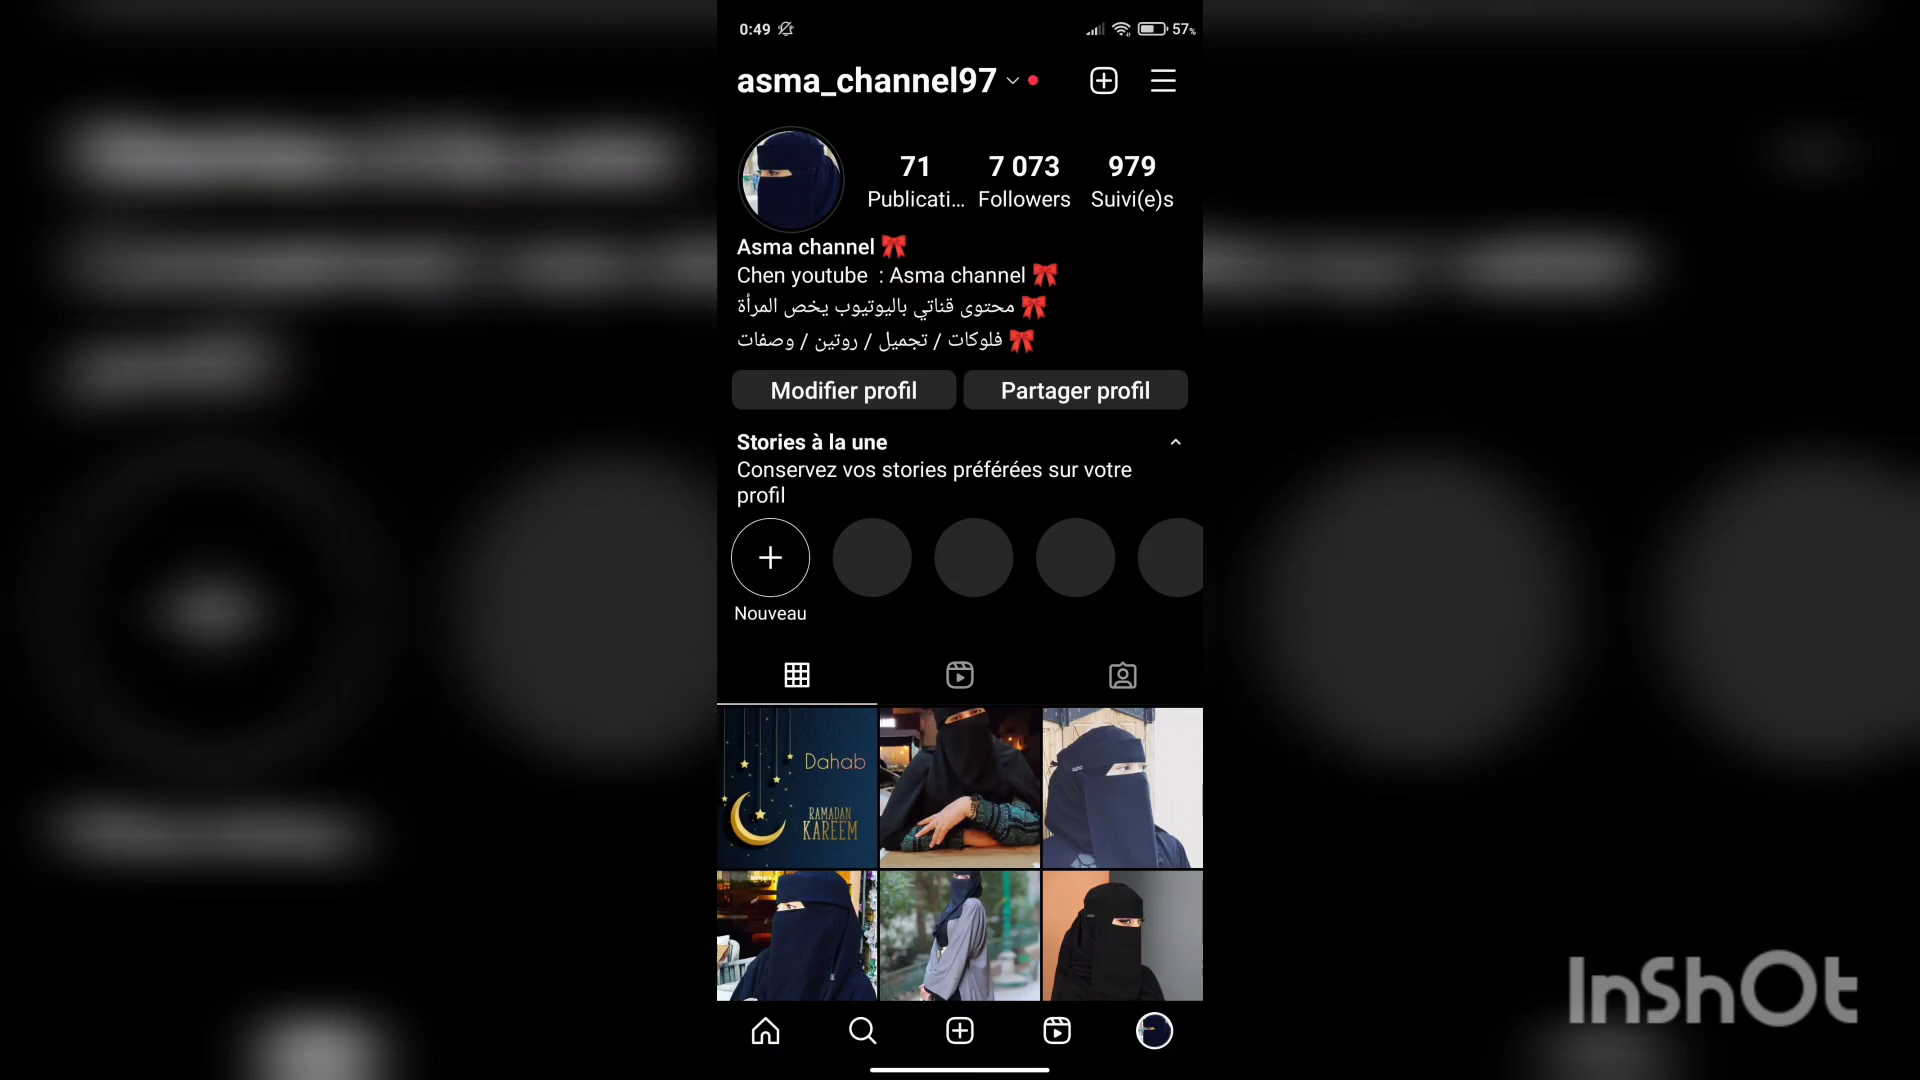 0:49 57%
asma_channel97
71 7 073 979
Publicati... Followers Suivi(e)s
Asma channel 🎀
Chen youtube : Asma channel 🎀
محتوى قناتي باليوتيوب يخص المرأة 🎀
فلوكات / تجميل / روتين / وصفات 🎀
Modifier profil Partager profil
Stories à la une
Conservez vos stories préférées sur votre
profil
Nouveau
Dahab
RAMADAN
KAREEM
InShOt